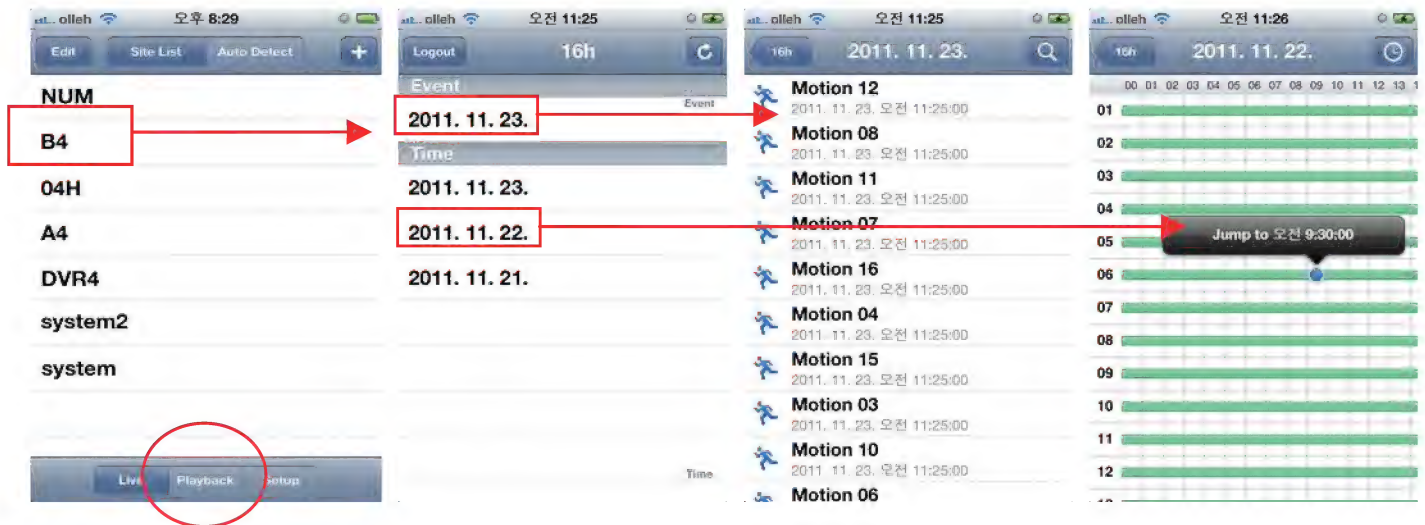 olleh 오후 8:29
Edit Site List Auto Detect +
NUM
B4
04H
A4
DVR4
system2
system
Live Playback Setup
olleh 오전 11:25
Logout 16h
Event
Event
2011. 11. 23.
Time
2011. 11. 23.
2011. 11. 22.
2011. 11. 21.
Time
olleh 오전 11:25
16h 2011. 11. 23.
Motion 12
2011. 11. 23. 오전 11:25:00
Motion 08
2011. 11. 23. 오전 11:25:00
Motion 11
2011. 11. 23. 오전 11:25:00
Motion 07
2011. 11. 23. 오전 11:25:00
Motion 16
2011. 11. 23. 오전 11:25:00
Motion 04
2011. 11. 23. 오전 11:25:00
Motion 15
2011. 11. 23. 오전 11:25:00
Motion 03
2011. 11. 23. 오전 11:25:00
Motion 10
2011. 11. 23. 오전 11:25:00
Motion 06
olleh 오전 11:26
16h 2011. 11. 22.
00 01 02 03 04 05 06 07 08 09 10 11 12 13 1
01
02
03
04
Jump to 오전 9:30:00
05
06
07
08
09
10
11
12